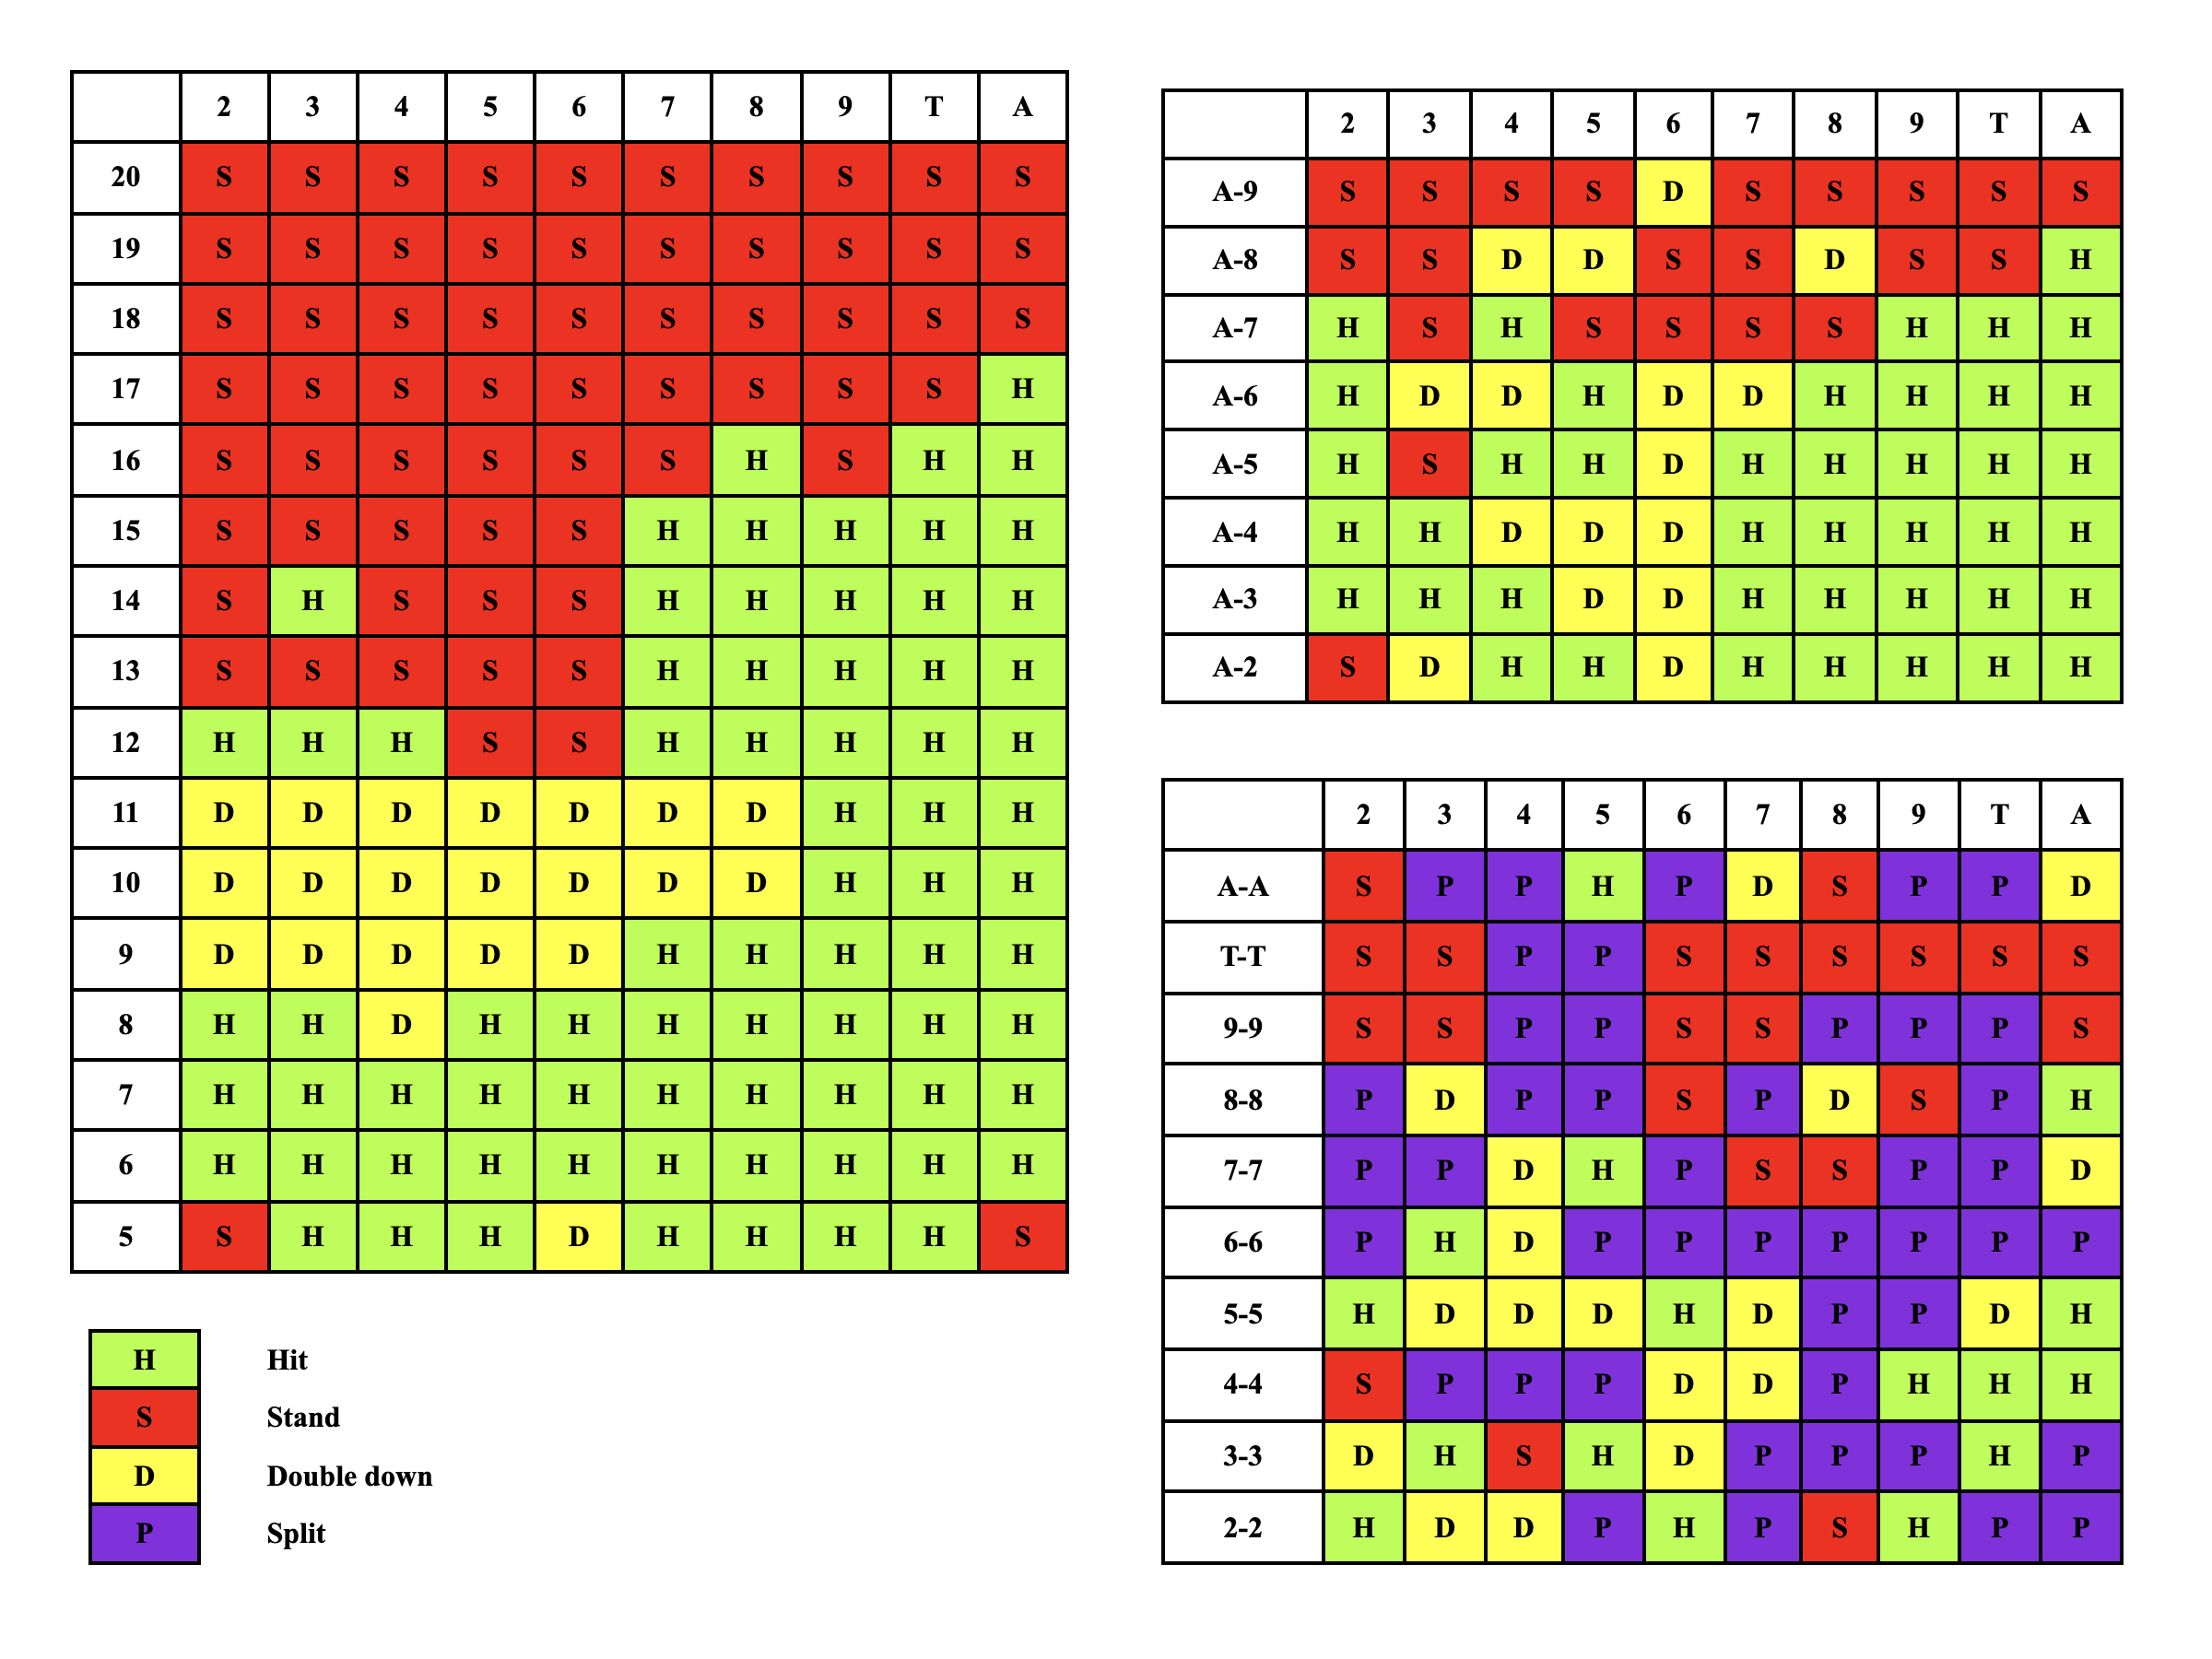 2 3 4 5 6 7 8 9 T A
20 S S S S S S S S S S
19 S S S S S S S S S S
18 S S S S S S S S S S
17 S S S S S S S S S H
16 S S S S S S H S H H
15 S S S S S H H H H H
14 S H S S S H H H H H
13 S S S S S H H H H H
12 H H H S S H H H H H
11 D D D D D D D H H H
10 D D D D D D D H H H
9 D D D D D H H H H H
8 H H D H H H H H H H
7 H H H H H H H H H H
6 H H H H H H H H H H
5 S H H H D H H H H S
H Hit
S Stand
D Double down
P Split
2 3 4 5 6 7 8 9 T A
A-9 S S S S D S S S S S
A-8 S S D D S S D S S H
A-7 H S H S S S S H H H
A-6 H D D H D D H H H H
A-5 H S H H D H H H H H
A-4 H H D D D H H H H H
A-3 H H H D D H H H H H
A-2 S D H H D H H H H H
2 3 4 5 6 7 8 9 T A
A-A S P P H P D S P P D
T-T S S P P S S S S S S
9-9 S S P P S S P P P S
8-8 P D P P S P D S P H
7-7 P P D H P S S P P D
6-6 P H D P P P P P P P
5-5 H D D D H D P P D H
4-4 S P P P D D P H H H
3-3 D H S H D P P P H P
2-2 H D D P H P S H P P